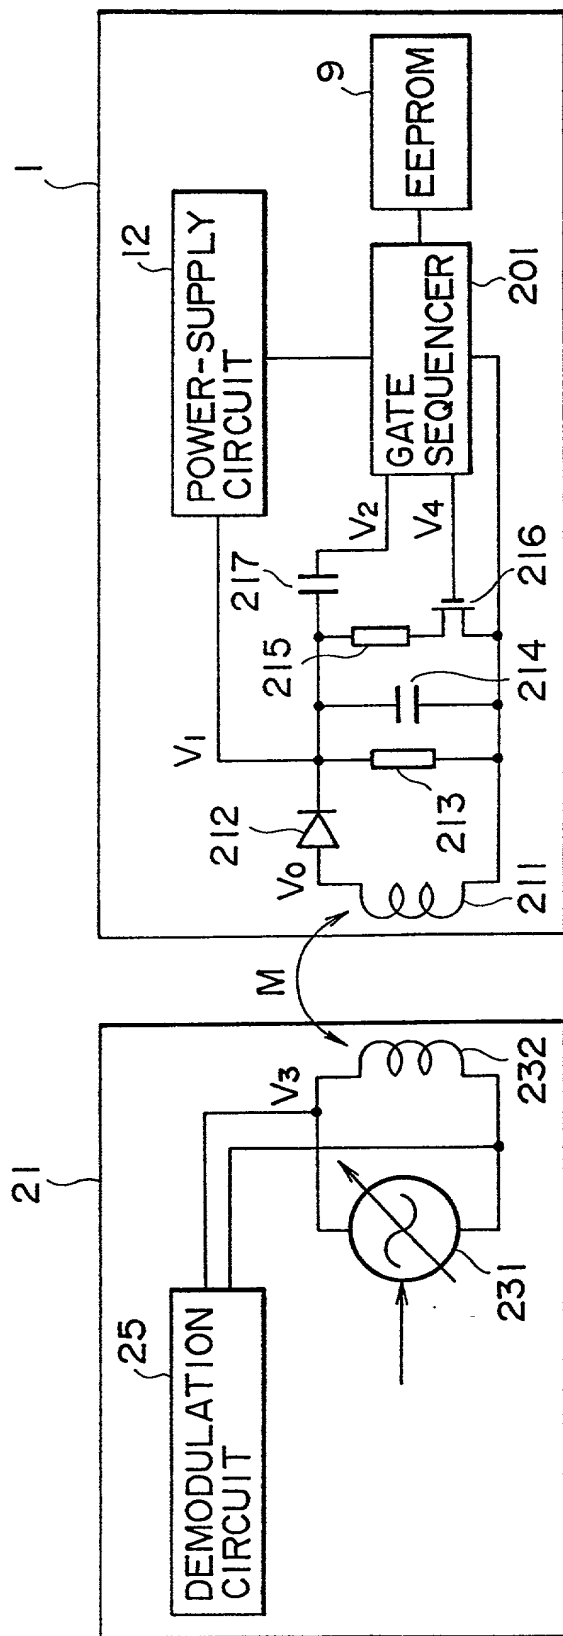 21
25
DEMODULATION
CIRCUIT
V3
231
232
M
1
12
POWER-SUPPLY
CIRCUIT
V1
V0
212
211
213
214
215
216
217
V2
V4
GATE
SEQUENCER
201
9
EEPROM